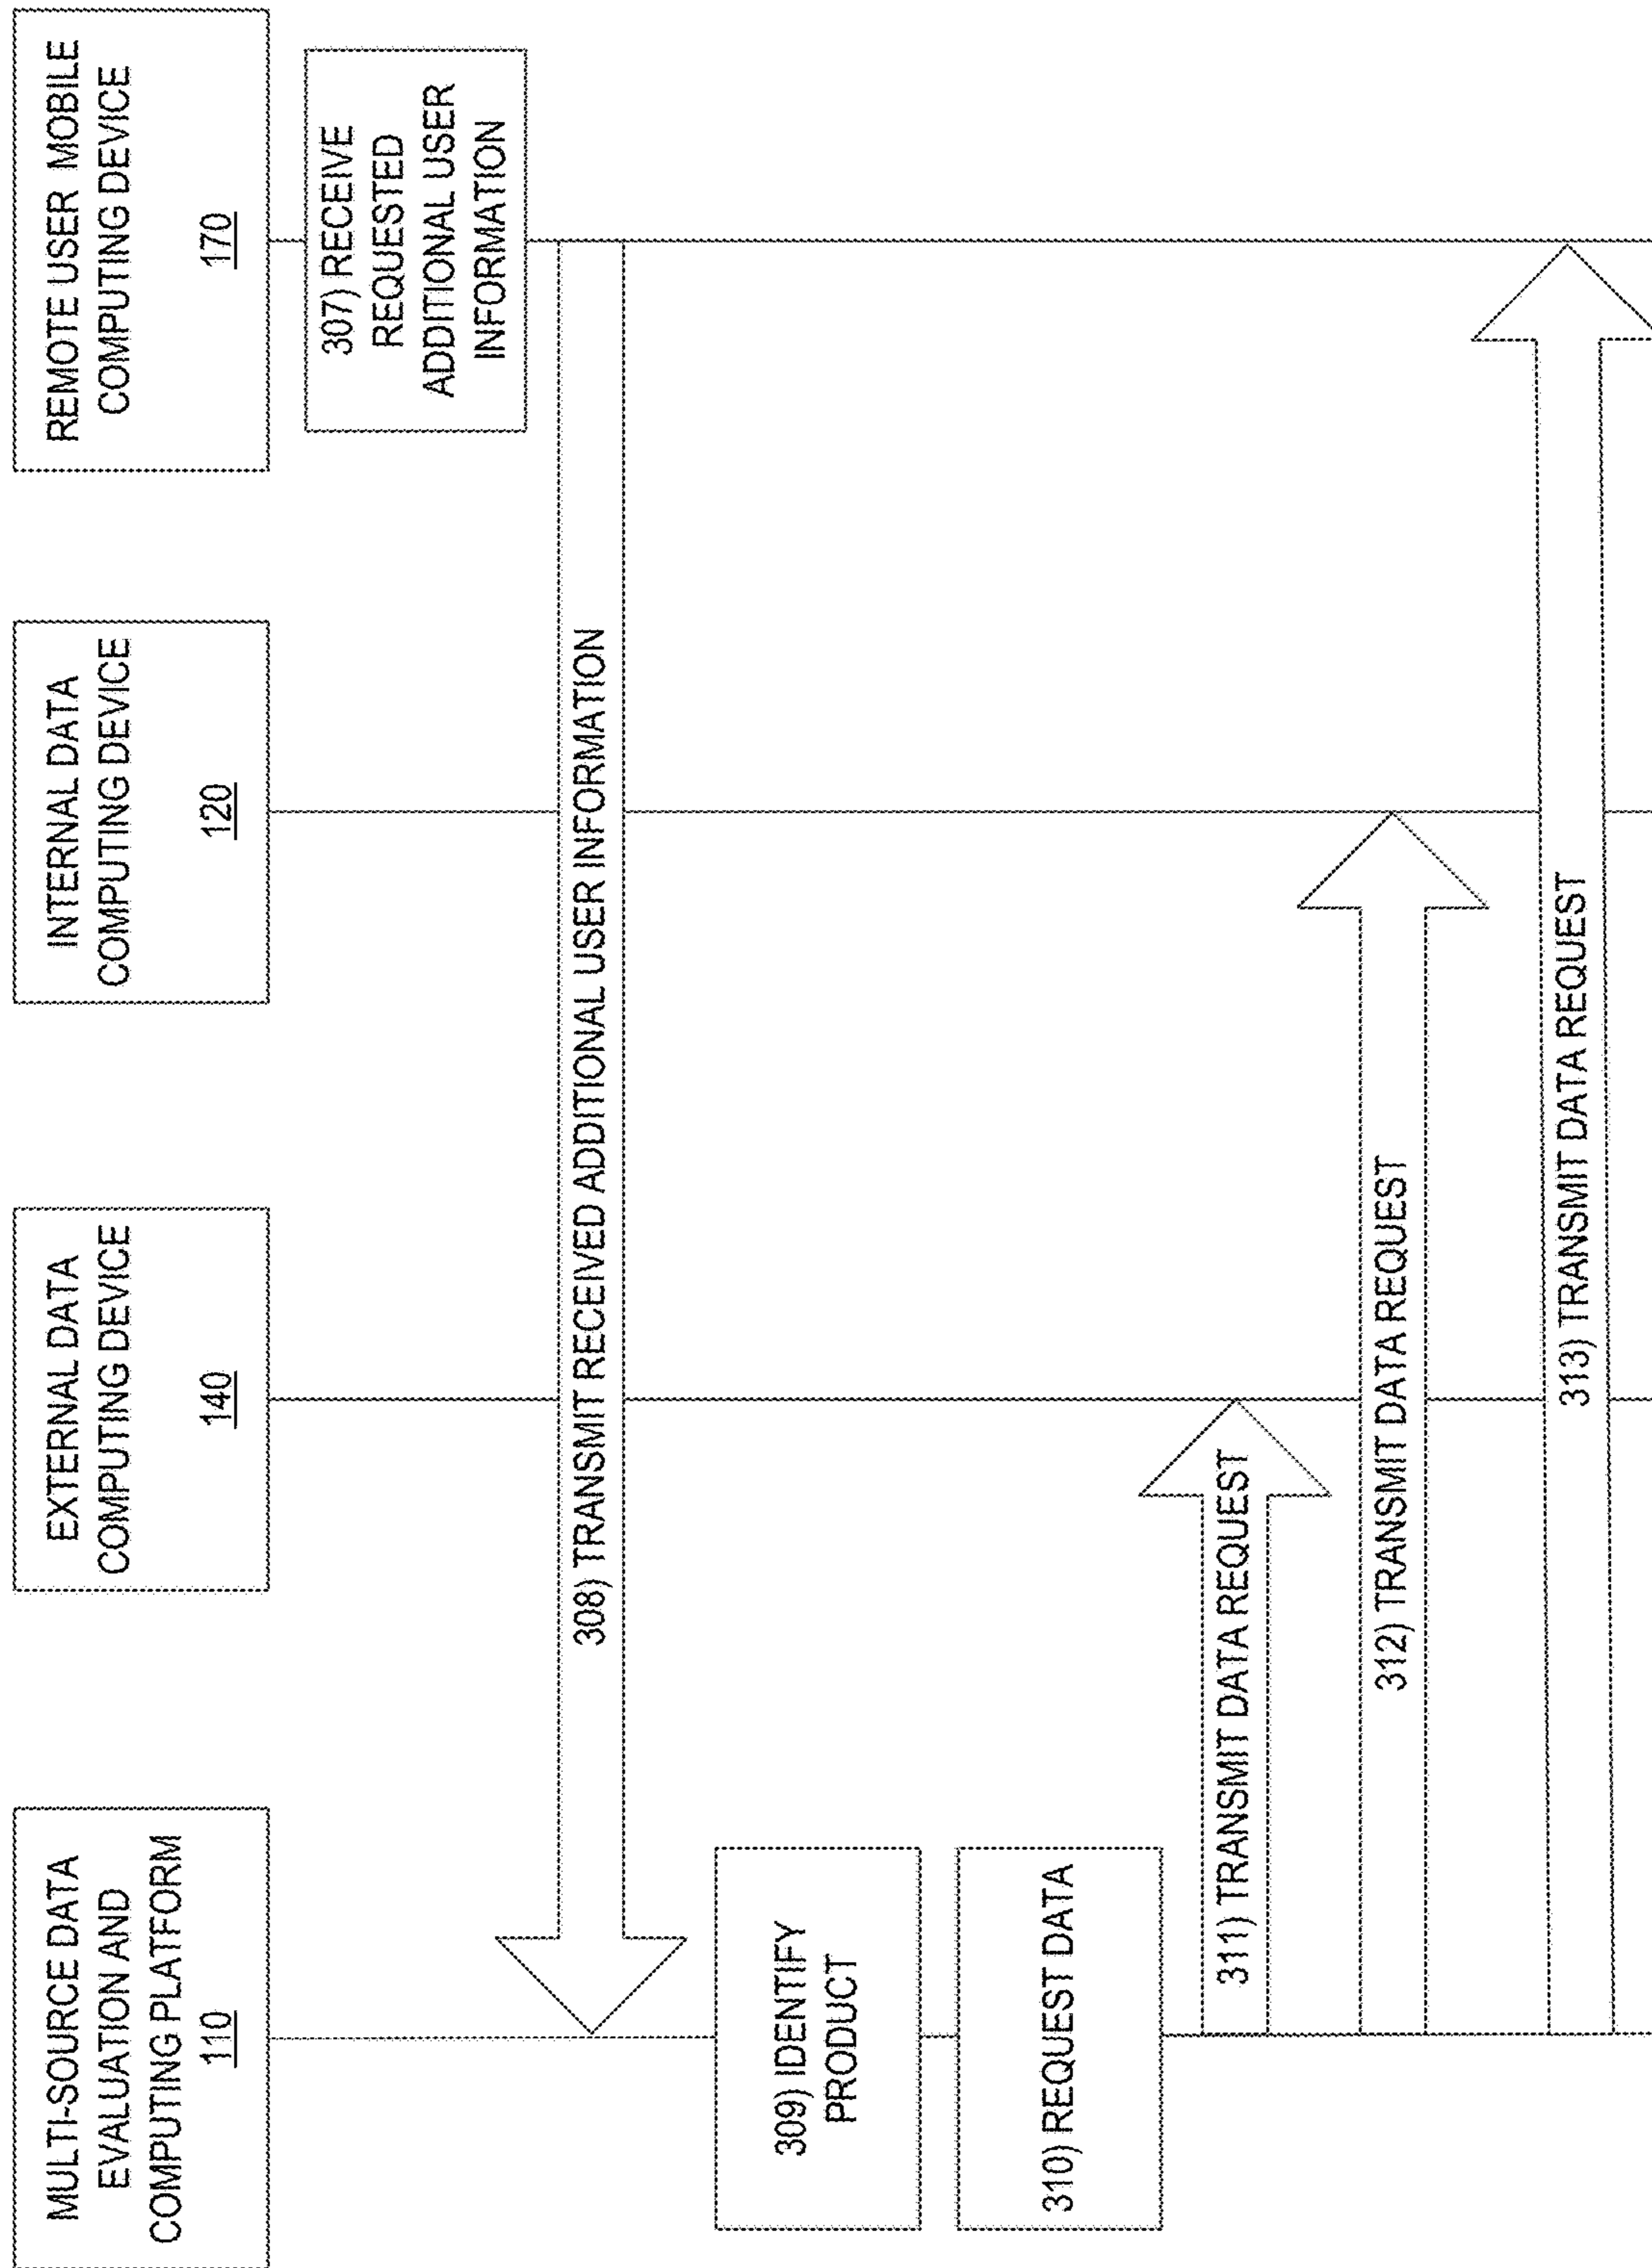 MULTI-SOURCE DATA
EVALUATION AND
COMPUTING PLATFORM
110
EXTERNAL DATA
COMPUTING DEVICE
140
INTERNAL DATA
COMPUTING DEVICE
120
REMOTE USER MOBILE
COMPUTING DEVICE
170
307) RECEIVE
REQUESTED
ADDITIONAL USER
INFORMATION
308) TRANSMIT RECEIVED ADDITIONAL USER INFORMATION
309) IDENTIFY
PRODUCT
310) REQUEST DATA
311) TRANSMIT DATA REQUEST
312) TRANSMIT DATA REQUEST
313) TRANSMIT DATA REQUEST